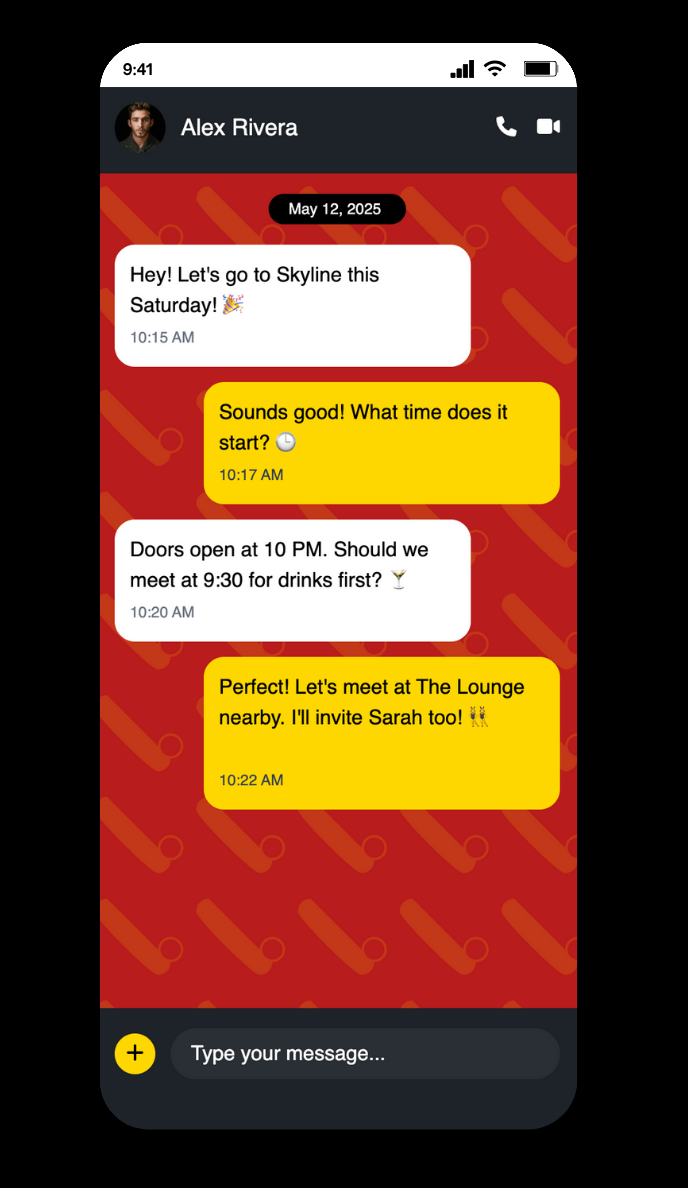 9:41
Alex Rivera
May 12, 2025
Hey! Let's go to Skyline this
Saturday! 🎉
10:15 AM
Sounds good! What time does it
start? 🕒
10:17 AM
Doors open at 10 PM. Should we
meet at 9:30 for drinks first? 🍸
10:20 AM
Perfect! Let's meet at The Lounge
nearby. I'll invite Sarah too! 👯
10:22 AM
+
Type your message...